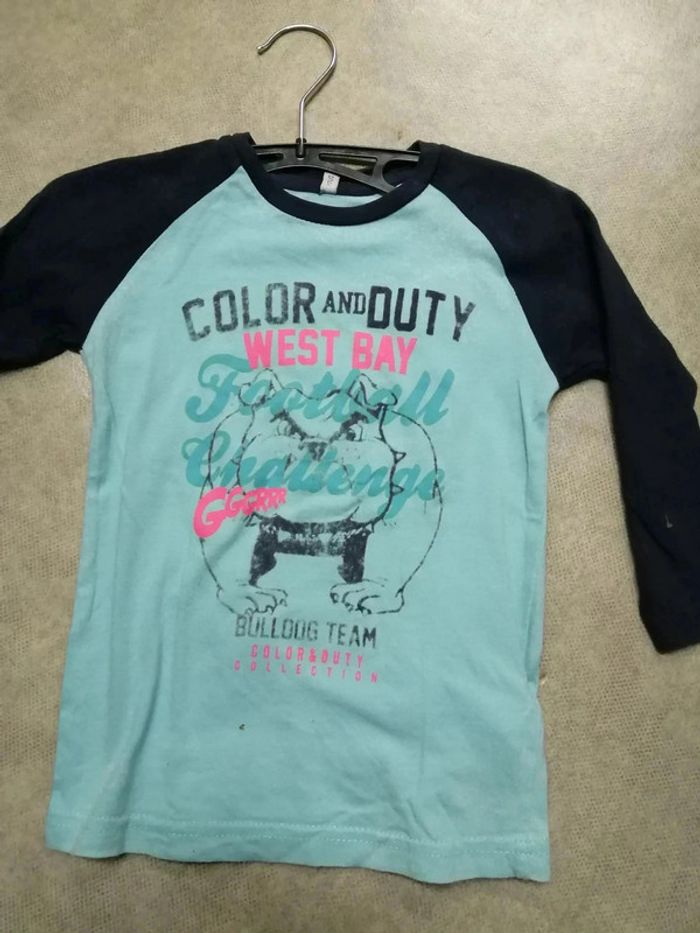 COLOR AND DUTY
WEST BAY
Football
Challenge
GGGRRR
BULLDOG TEAM
COLOR&DUTY
COLLECTION